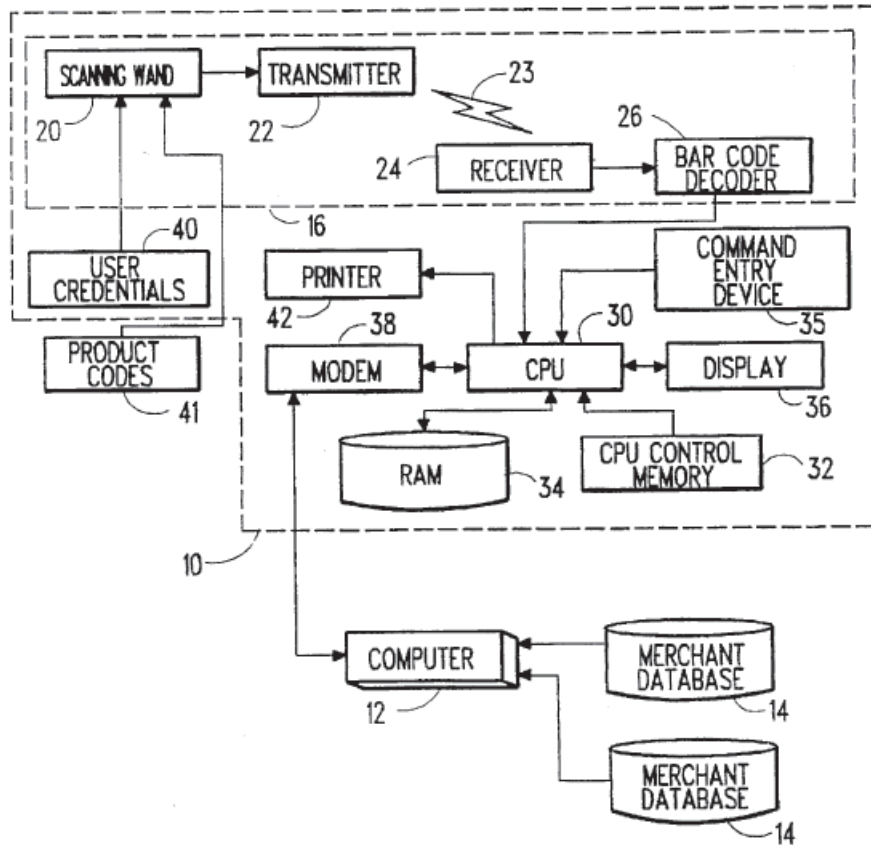 SCANNING WAND
20
TRANSMITTER
22
23
24
RECEIVER
26
BAR CODE
DECODER
16
40
USER
CREDENTIALS
PRINTER
42
COMMAND
ENTRY
DEVICE
35
PRODUCT
CODES
41
38
MODEM
30
CPU
DISPLAY
36
RAM
34
CPU CONTROL
MEMORY
32
10
COMPUTER
12
MERCHANT
DATABASE
14
MERCHANT
DATABASE
14